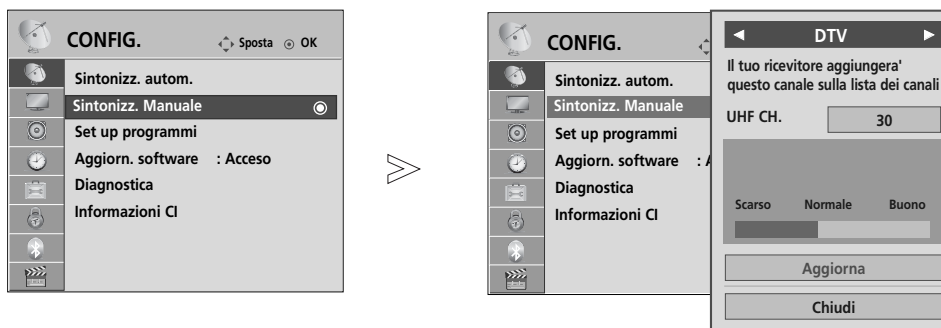 CONFIG.
Sposta
OK
Sintonizz. autom.
Sintonizz. Manuale
Set up programmi
Aggiorn. software : Acceso
Diagnostica
Informazioni CI
CONFIG.
Sintonizz. autom.
Sintonizz. Manuale
Set up programmi
Aggiorn. software : A
Diagnostica
Informazioni CI
DTV
Il tuo ricevitore aggiungera'
questo canale sulla lista dei canali
UHF CH. 30
Scarso Normale Buono
Aggiorna
Chiudi